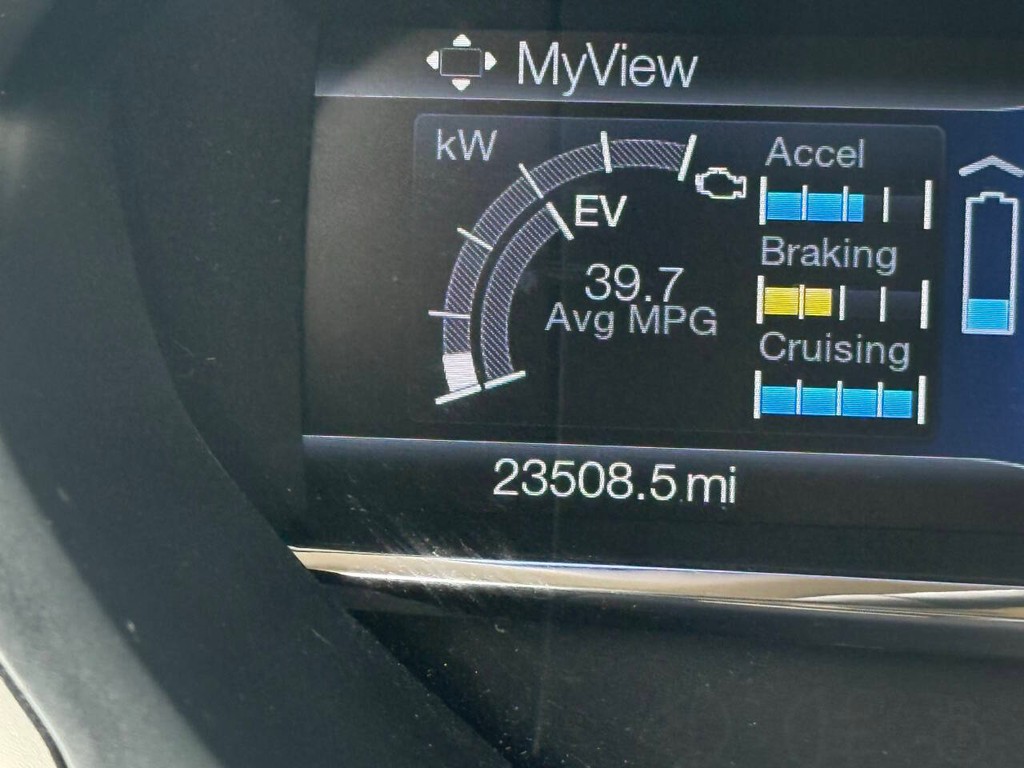 MyView
kW
EV
39.7
Avg MPG
Accel
Braking
Cruising
23508.5 mi